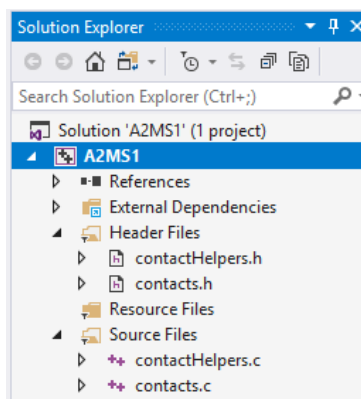 Solution Explorer
Search Solution Explorer (Ctrl+;)
Solution 'A2MS1' (1 project)
A2MS1
References
External Dependencies
Header Files
contactHelpers.h
contacts.h
Resource Files
Source Files
contactHelpers.c
contacts.c